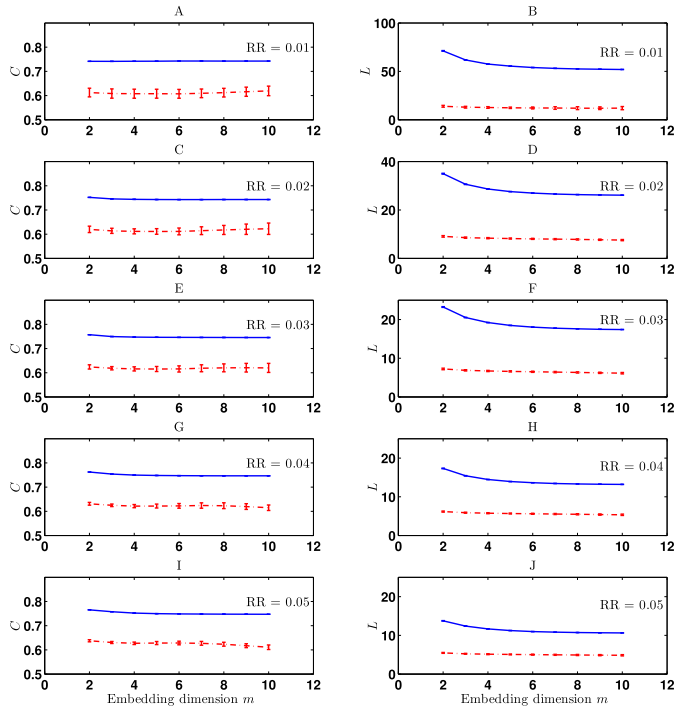 A
B
C
0.8
0.7
0.6
0.5
RR = 0.01
0 2 4 6 8 10 12
L
100
50
0
RR = 0.01
0 2 4 6 8 10 12
C
D
C
0.8
0.7
0.6
0.5
RR = 0.02
0 2 4 6 8 10 12
L
40
20
0
RR = 0.02
0 2 4 6 8 10 12
E
F
C
0.8
0.7
0.6
0.5
RR = 0.03
0 2 4 6 8 10 12
L
20
10
0
RR = 0.03
0 2 4 6 8 10 12
G
H
C
0.8
0.7
0.6
0.5
RR = 0.04
0 2 4 6 8 10 12
L
20
10
0
RR = 0.04
0 2 4 6 8 10 12
I
J
C
0.8
0.7
0.6
0.5
RR = 0.05
0 2 4 6 8 10 12
Embedding dimension m
L
20
10
0
RR = 0.05
0 2 4 6 8 10 12
Embedding dimension m